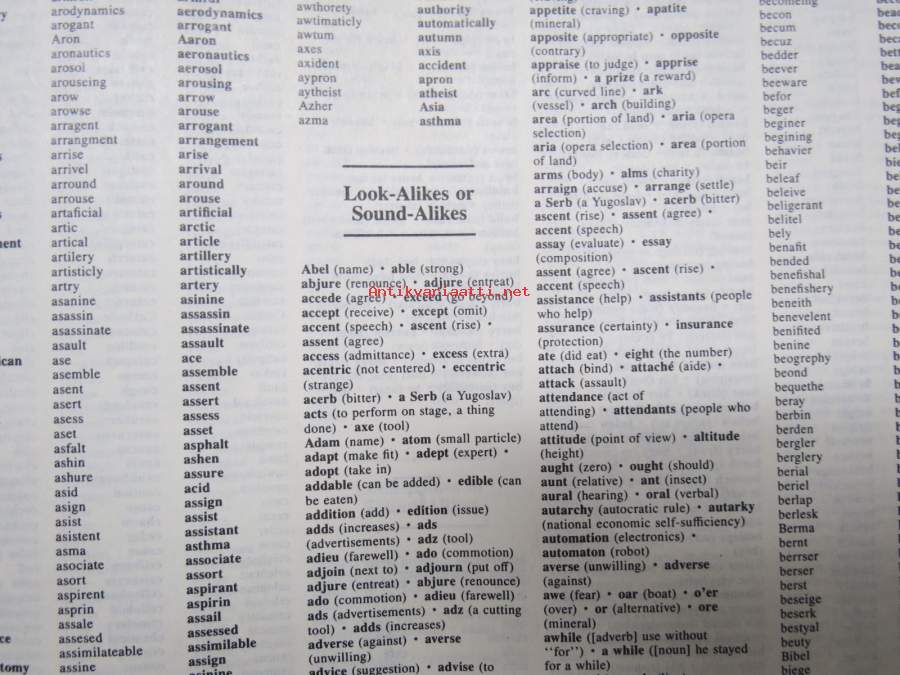 arodynamics
arogant
Aron
aronautics
arosol
arouscing
arow
arowse
arragent
arrangment
arrise
arrivel
arround
arrouse
artaficial
artic
artical
artilery
artisticly
artry
asanine
asassin
asassinate
asault
ase
asemble
asent
asert
asess
aset
asfalt
ashin
ashure
asid
asign
asist
asistent
asma
asociate
asort
aspirent
asprin
assale
assesed
assimilateable
assine
aerodynamics
arrogant
Aaron
aeronautics
aerosol
arousing
arrow
arouse
arrogant
arrangement
arise
arrival
around
arouse
artificial
arctic
article
artillery
artistically
artery
asinine
assassin
assassinate
assault
ace
assemble
assent
assert
assess
asset
asphalt
ashen
assure
acid
assign
assist
assistant
asthma
associate
assort
aspirant
aspirin
assail
assessed
assimilable
assign
awthorety
awtimaticly
awtum
axes
axident
aypron
aytheist
Azher
azma
authority
automatically
autumn
axis
accident
apron
atheist
Asia
asthma
Look-Alikes or
Sound-Alikes
Abel (name) • able (strong)
abjure (renounce) • adjure (entreat)
accede (agree) • exceed (go beyond)
accept (receive) • except (omit)
accent (speech) • ascent (rise) •
assent (agree)
access (admittance) • excess (extra)
acentric (not centered) • eccentric
(strange)
acerb (bitter) • a Serb (a Yugoslav)
acts (to perform on stage, a thing
done) • axe (tool)
Adam (name) • atom (small particle)
adapt (make fit) • adept (expert) •
adopt (take in)
addable (can be added) • edible (can
be eaten)
addition (add) • edition (issue)
adds (increases) • ads
(advertisements) • adz (tool)
adieu (farewell) • ado (commotion)
adjoin (next to) • adjourn (put off)
adjure (entreat) • abjure (renounce)
ado (commotion) • adieu (farewell)
ads (advertisements) • adz (a cutting
tool) • adds (increases)
adverse (against) • averse
(unwilling)
advice (suggestion) • advise (to
Antikvariaatti.net
appetite (craving) • apatite
(mineral)
apposite (appropriate) • opposite
(contrary)
appraise (to judge) • apprise
(inform) • a prize (a reward)
arc (curved line) • ark
(vessel) • arch (building)
area (portion of land) • aria (opera
selection)
aria (opera selection) • area (portion
of land)
arms (body) • alms (charity)
arraign (accuse) • arrange (settle)
a Serb (a Yugoslav) • acerb (bitter)
ascent (rise) • assent (agree) •
accent (speech)
assay (evaluate) • essay
(composition)
assent (agree) • ascent (rise) •
accent (speech)
assistance (help) • assistants (people
who help)
assurance (certainty) • insurance
(protection)
ate (did eat) • eight (the number)
attach (bind) • attaché (aide) •
attack (assault)
attendance (act of
attending) • attendants (people who
attend)
attitude (point of view) • altitude
(height)
aught (zero) • ought (should)
aunt (relative) • ant (insect)
aural (hearing) • oral (verbal)
autarchy (autocratic rule) • autarky
(national economic self-sufficiency)
automation (electronics) •
automaton (robot)
averse (unwilling) • adverse
(against)
awe (fear) • oar (boat) • o'er
(over) • or (alternative) • ore
(mineral)
awhile ([adverb] use without
"for") • a while ([noun] he stayed
for a while)
becomeing
becon
becum
becuz
bedder
beever
beeware
befor
beger
beginer
begining
behavier
beir
beleaf
beleive
beligerant
belitel
bely
benafit
bended
benefishal
benefishery
beneith
benevelent
benifited
benine
beogrephy
beond
bequethe
beray
berbin
berden
bergler
berglery
berial
beriel
berlap
berlesk
Berma
bernt
berrser
berser
berst
beseige
beserk
bestyal
beuty
Bibel
biege